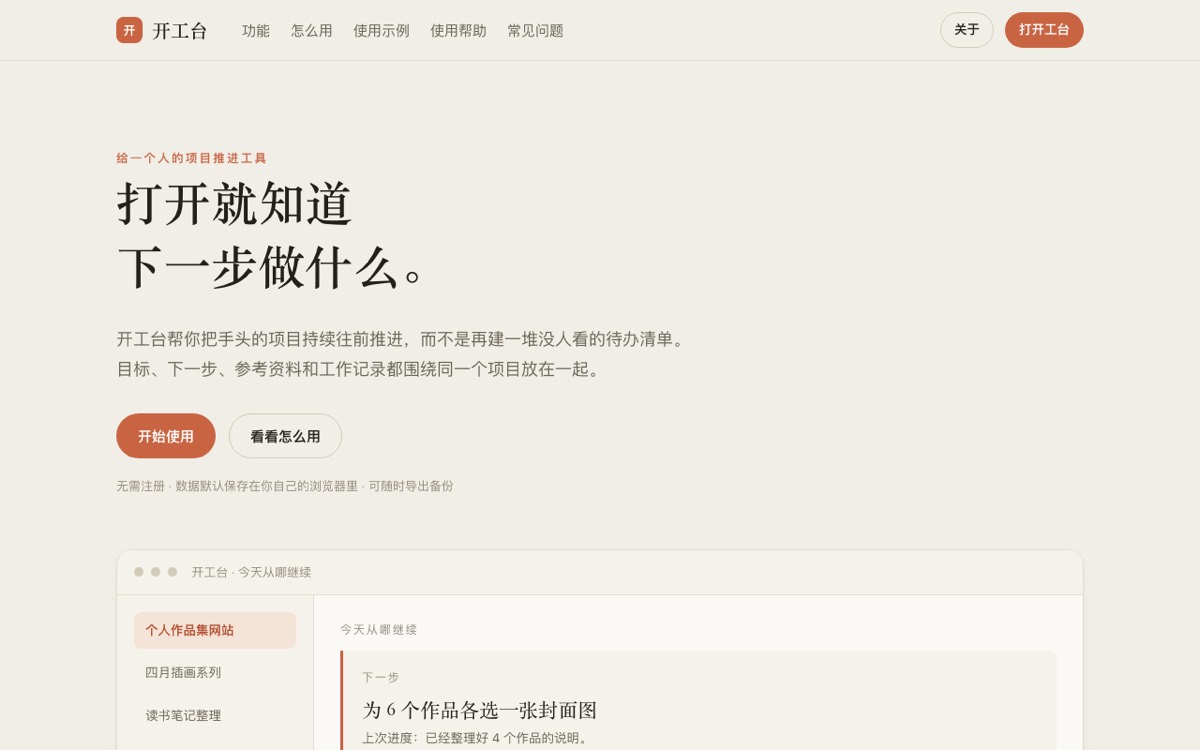 开 开工台 功能 怎么用 使用示例 使用帮助 常见问题 关于 打开工台
给一个人的项目推进工具
打开就知道
下一步做什么。
开工台帮你把手头的项目持续往前推进，而不是再建一堆没人看的待办清单。
目标、下一步、参考资料和工作记录都围绕同一个项目放在一起。
开始使用 看看怎么用
无需注册 · 数据默认保存在你自己的浏览器里 · 可随时导出备份
开工台 · 今天从哪继续
个人作品集网站
四月插画系列
读书笔记整理
今天从哪继续
下一步
为 6 个作品各选一张封面图
上次进度：已经整理好 4 个作品的说明。